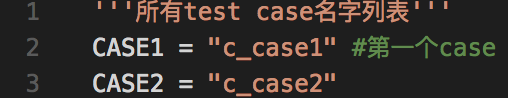 1 '''所有test case名字列表'''
2 CASE1 = "c_case1" #第一个case
3 CASE2 = "c_case2"